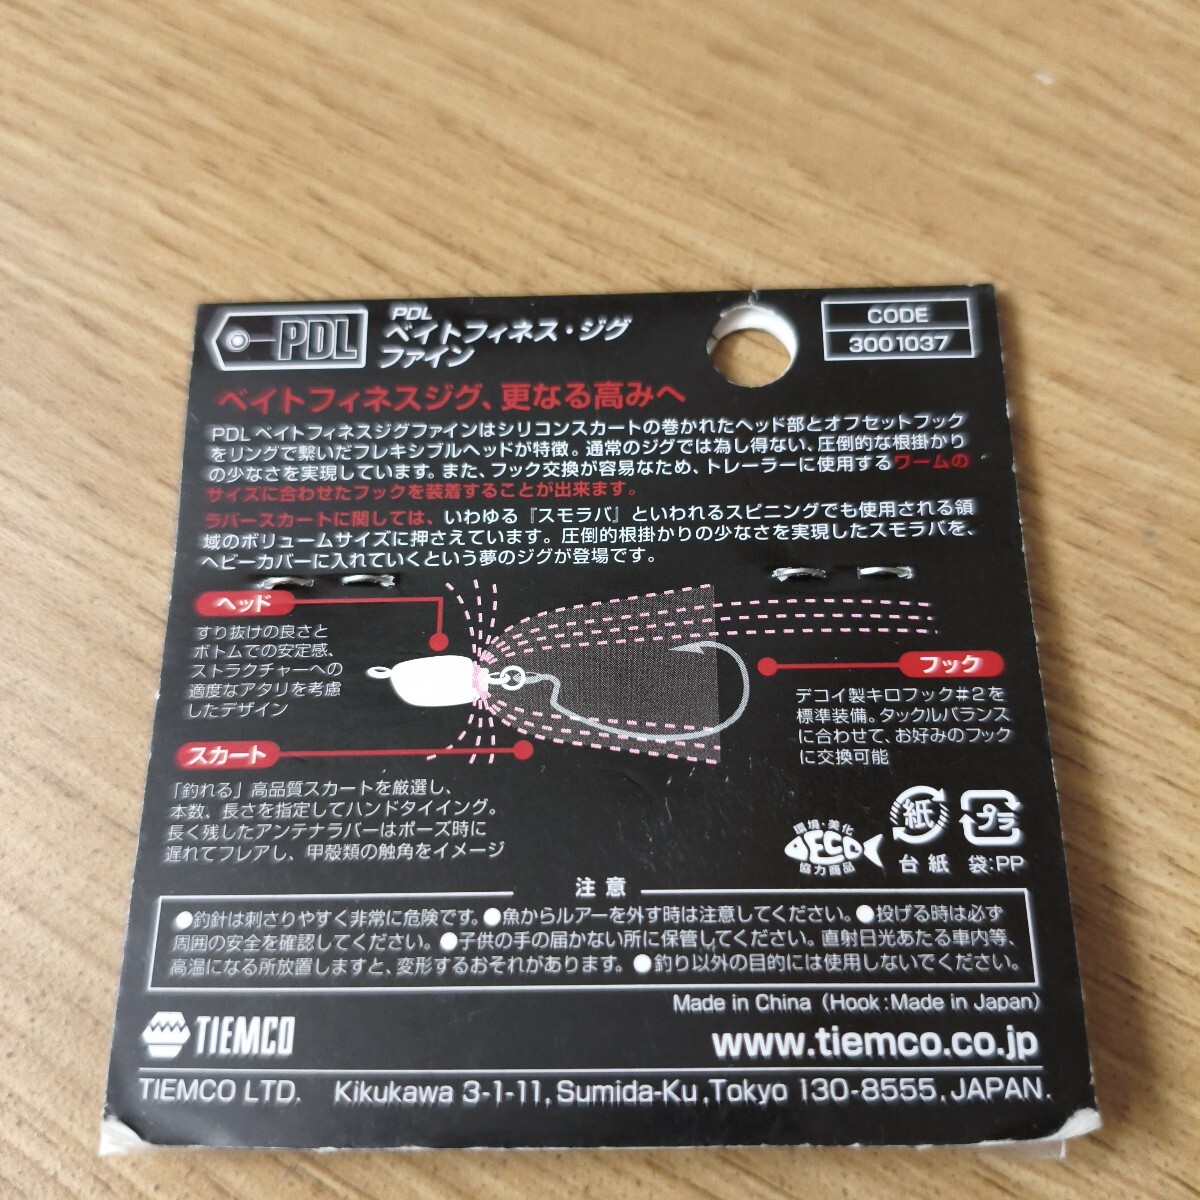 PDL
PDL
ベイトフィネス・ジグ
ファイン
CODE
3001037
ベイトフィネスジグ、更なる高みへ
PDL ベイトフィネスジグファインはシリコンスカートの巻かれたヘッド部とオフセットフック
をリングで繋いだフレキシブルヘッドが特徴。通常のジグでは為し得ない、圧倒的な根掛かり
の少なさを実現しています。また、フック交換が容易なため、トレーラーに使用するワームの
サイズに合わせたフックを装着することが出来ます。
ラバースカートに関しては、いわゆる『スモラバ』といわれるスピニングでも使用される領
域のボリュームサイズに押さえています。圧倒的根掛かりの少なさを実現したスモラバを、
ヘビーカバーに入れていくという夢のジグが登場です。
ヘッド
すり抜けの良さと
ボトムでの安定感、
ストラクチャーへの
適度なアタリを考慮
したデザイン
フック
デコイ製キロフック#2を
標準装備。タックルバランス
に合わせて、お好みのフック
に交換可能
スカート
「釣れる」高品質スカートを厳選し、
本数、長さを指定してハンドタイイング。
長く残したアンテナラバーはポーズ時に
遅れてフレアし、甲殻類の触角をイメージ
環境・美化
DECO
協力商品
紙
台紙
プラ
袋:PP
注意
●釣針は刺さりやすく非常に危険です。●魚からルアーを外す時は注意してください。●投げる時は必ず
周囲の安全を確認してください。●子供の手の届かない所に保管してください。直射日光あたる車内等、
高温になる所放置しますと、変形するおそれがあります。●釣り以外の目的には使用しないでください。
Made in China (Hook:Made in Japan)
TIEMCO
www.tiemco.co.jp
TIEMCO LTD. Kikukawa 3-1-11, Sumida-Ku, Tokyo 130-8555, JAPAN.